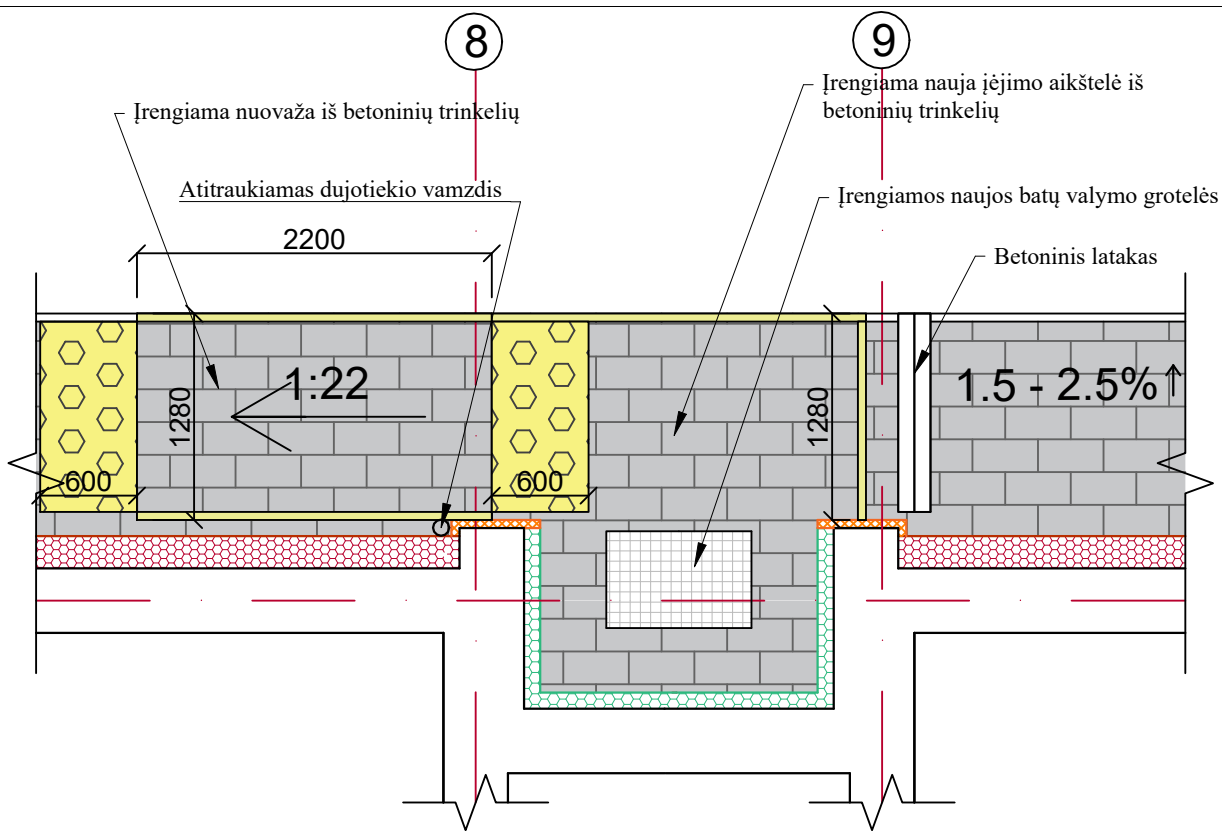 8
9
Įrengiama nuovaža iš betoninių trinkelių
Įrengiama nauja įėjimo aikštelė iš
betoninių trinkelių
Atitraukiamas dujotiekio vamzdis
Įrengiamos naujos batų valymo grotelės
2200
Betoninis latakas
1:22
1.5 - 2.5%
1280
1280
600
600